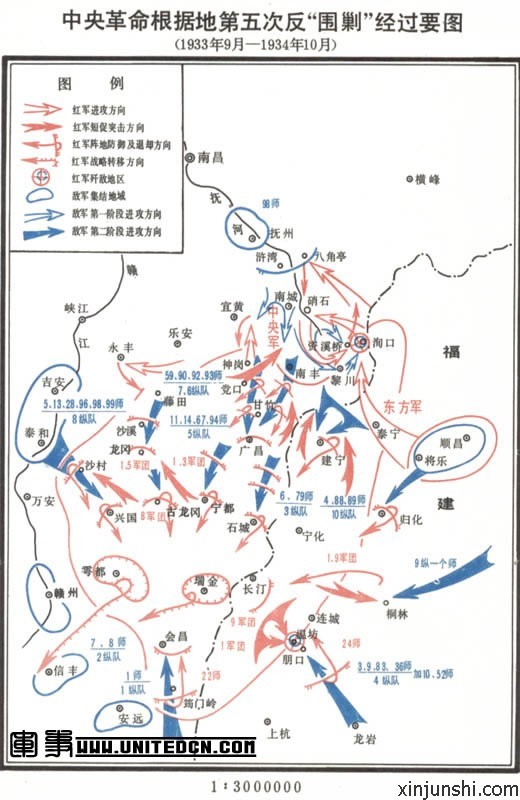 中央革命根据地第五次反“围剿”经过要图
(1933年9月—1934年10月)
图 例
红军进攻方向
红军短促突击方向
红军阵地防御及退却方向
红军战略转移方向
红军歼敌地区
敌军集结地域
敌军第一阶段进攻方向
敌军第二阶段进攻方向
南昌
横峰
抚
98师
河
抚州
浒湾
八角亭
赣
峡江
江
宜黄
南城
硝石
中央军
乐安
永丰
资溪桥
洵口
福
神岗
党口
南丰
黎川
吉安
59.90.92.93师
7.6纵队
藤田
5.13.28.96.98.99师
8纵队
11.14.67.94师
5纵队
甘竹
东方军
泰和
沙溪
广昌
泰宁
顺昌
将乐
龙冈
建宁
沙村
1.5军团
1.3军团
6、79师
3纵队
4.88.89师
10纵队
建
万安
兴国
8军团
古龙冈
宁都
石城
宁化
归化
1.9军团
雩都
瑞金
长汀
9纵一个师
赣州
桐林
9军团
连城
7、8师
2纵队
会昌
1军团
温坊
24师
朋口
信丰
1师
1纵队
22师
3.9.83、36师
4纵队
加10.52师
筠门岭
安远
上杭
龙岩
军事 WWW.UNITEDCN.COM
1:3000000
xinjunshi.com